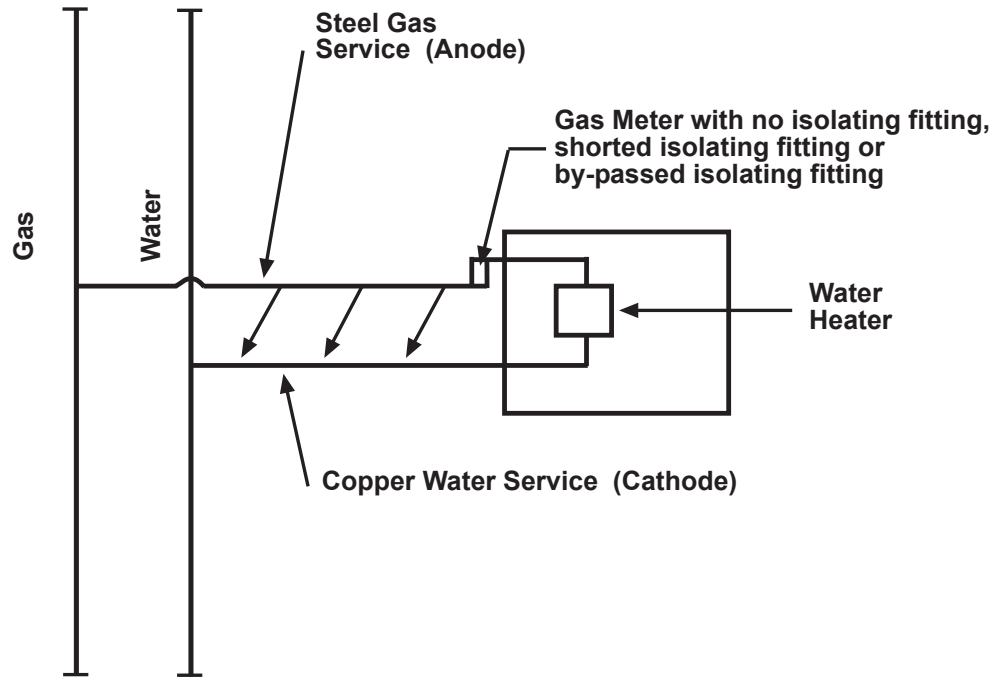 Steel Gas
Service (Anode)
Gas Meter with no isolating fitting,
shorted isolating fitting or
by-passed isolating fitting
Gas
Water
Water
Heater
Copper Water Service (Cathode)